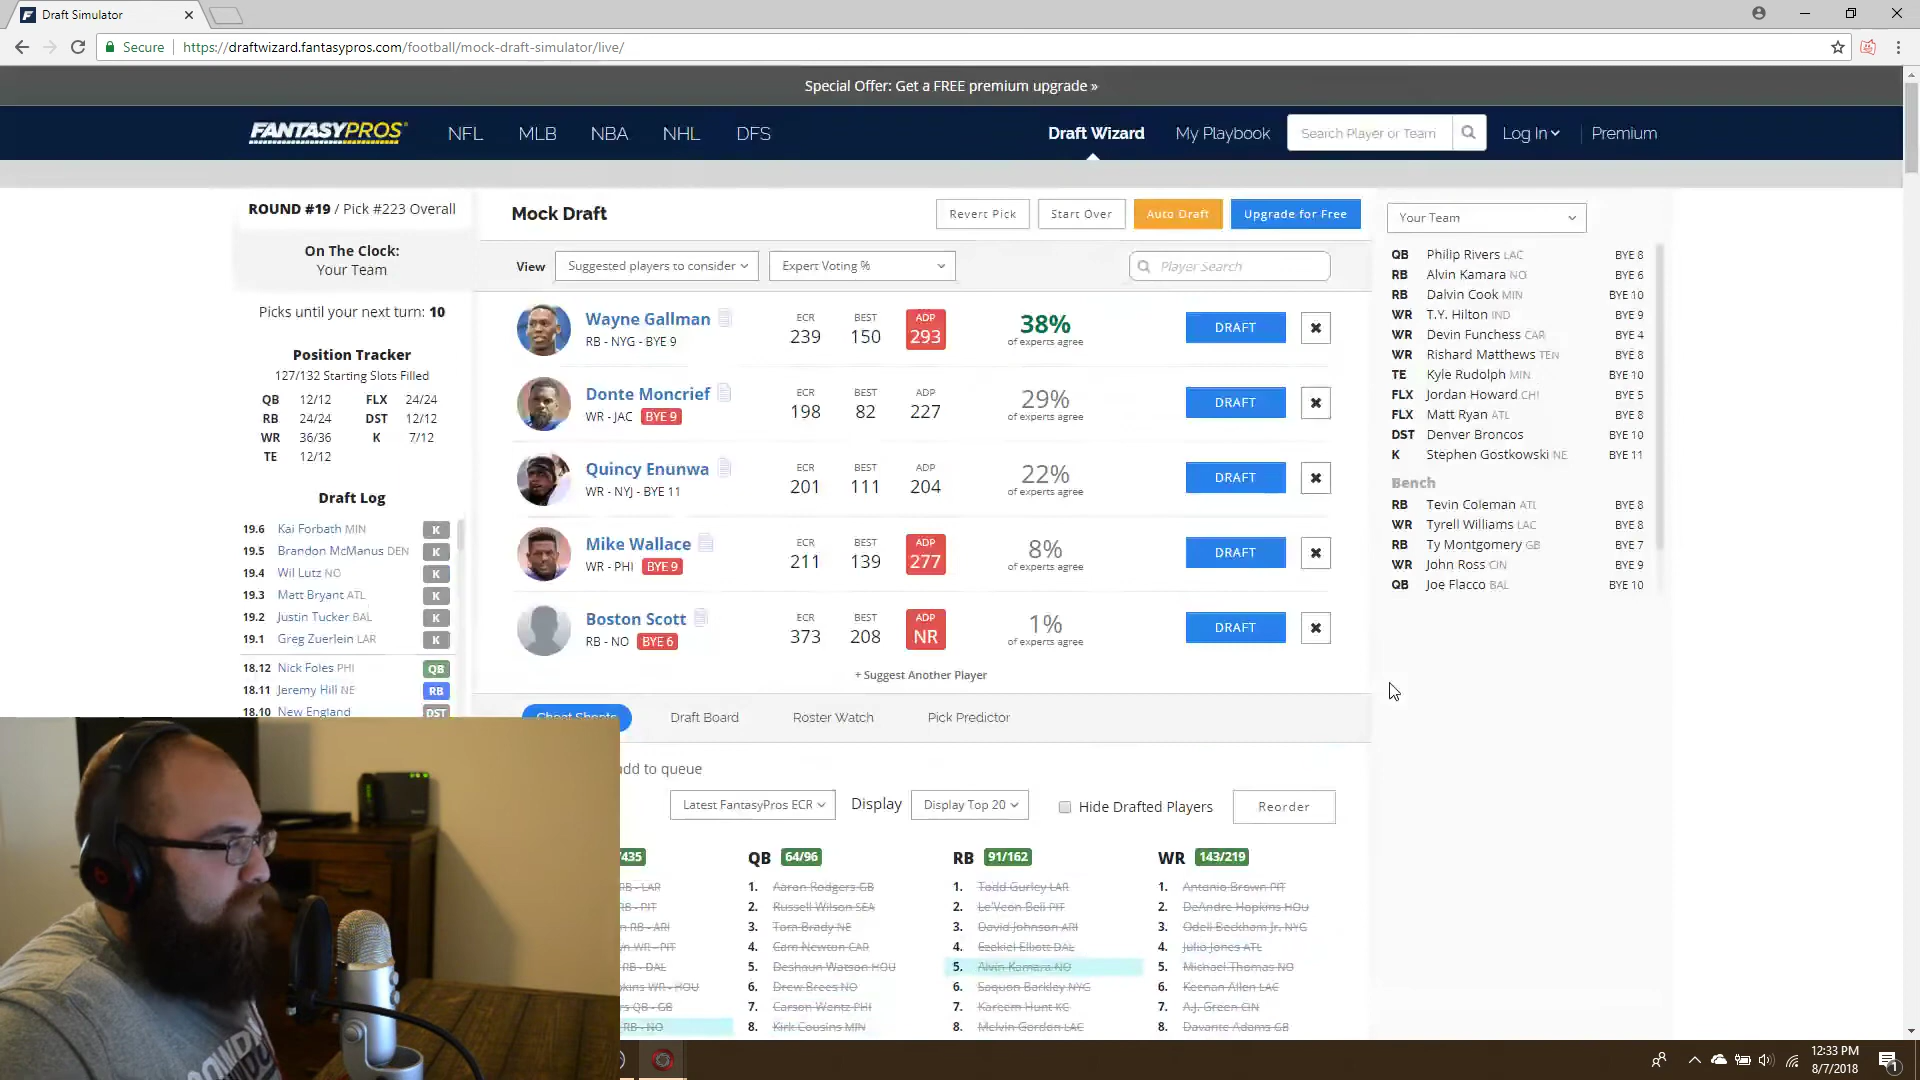 Draft Simulator
Secure https://draftwizard.fantasypros.com/football/mock-draft-simulator/live/
Special Offer: Get a FREE premium upgrade »
FANTASYPROS NFL MLB NBA NHL DFS Draft Wizard My Playbook Search Player or Team Log In Premium
ROUND #19 / Pick #223 Overall
On The Clock:
Your Team
Picks until your next turn: 10
Position Tracker
127/132 Starting Slots Filled
QB 12/12 FLX 24/24
RB 24/24 DST 12/12
WR 36/36 K 7/12
TE 12/12
Draft Log
19.6 Kai Forbath MIN K
19.5 Brandon McManus DEN K
19.4 Wil Lutz NO K
19.3 Matt Bryant ATL K
19.2 Justin Tucker BAL K
19.1 Greg Zuerlein LAR K
18.12 Nick Foles PHI QB
18.11 Jeremy Hill NE RB
18.10 New England DST
Mock Draft Revert Pick Start Over Auto Draft Upgrade for Free
View Suggested players to consider Expert Voting % Player Search
Wayne Gallman ECR BEST ADP 38%
RB - NYG - BYE 9 239 150 293 of experts agree DRAFT
Donte Moncrief ECR BEST ADP 29%
WR - JAC BYE 9 198 82 227 of experts agree DRAFT
Quincy Enunwa ECR BEST ADP 22%
WR - NYJ - BYE 11 201 111 204 of experts agree DRAFT
Mike Wallace ECR BEST ADP 8%
WR - PHI BYE 9 211 139 277 of experts agree DRAFT
Boston Scott ECR BEST ADP 1%
RB - NO BYE 6 373 208 NR of experts agree DRAFT
+ Suggest Another Player
Cheat Sheets Draft Board Roster Watch Pick Predictor
add to queue
Latest FantasyPros ECR Display Display Top 20 Hide Drafted Players Reorder
/435
RB - LAR
RB - PIT
RB - ARI
WR - PIT
RB - DAL
kins WR - HOU
QB - GB
RB - NO
QB 64/96
1. Aaron Rodgers GB
2. Russell Wilson SEA
3. Tom Brady NE
4. Cam Newton CAR
5. Deshaun Watson HOU
6. Drew Brees NO
7. Carson Wentz PHI
8. Kirk Cousins MIN
RB 91/162
1. Todd Gurley LAR
2. Le'Veon Bell PIT
3. David Johnson ARI
4. Ezekiel Elliott DAL
5. Alvin Kamara NO
6. Saquon Barkley NYG
7. Kareem Hunt KC
8. Melvin Gordon LAC
WR 143/219
1. Antonio Brown PIT
2. DeAndre Hopkins HOU
3. Odell Beckham Jr. NYG
4. Julio Jones ATL
5. Michael Thomas NO
6. Keenan Allen LAC
7. A.J. Green CIN
8. Davante Adams GB
Your Team
QB Philip Rivers LAC BYE 8
RB Alvin Kamara NO BYE 6
RB Dalvin Cook MIN BYE 10
WR T.Y. Hilton IND BYE 9
WR Devin Funchess CAR BYE 4
WR Rishard Matthews TEN BYE 8
TE Kyle Rudolph MIN BYE 10
FLX Jordan Howard CHI BYE 5
FLX Matt Ryan ATL BYE 8
DST Denver Broncos BYE 10
K Stephen Gostkowski NE BYE 11
Bench
RB Tevin Coleman ATL BYE 8
WR Tyrell Williams LAC BYE 8
RB Ty Montgomery GB BYE 7
WR John Ross CIN BYE 9
QB Joe Flacco BAL BYE 10
12:33 PM
8/7/2018
1